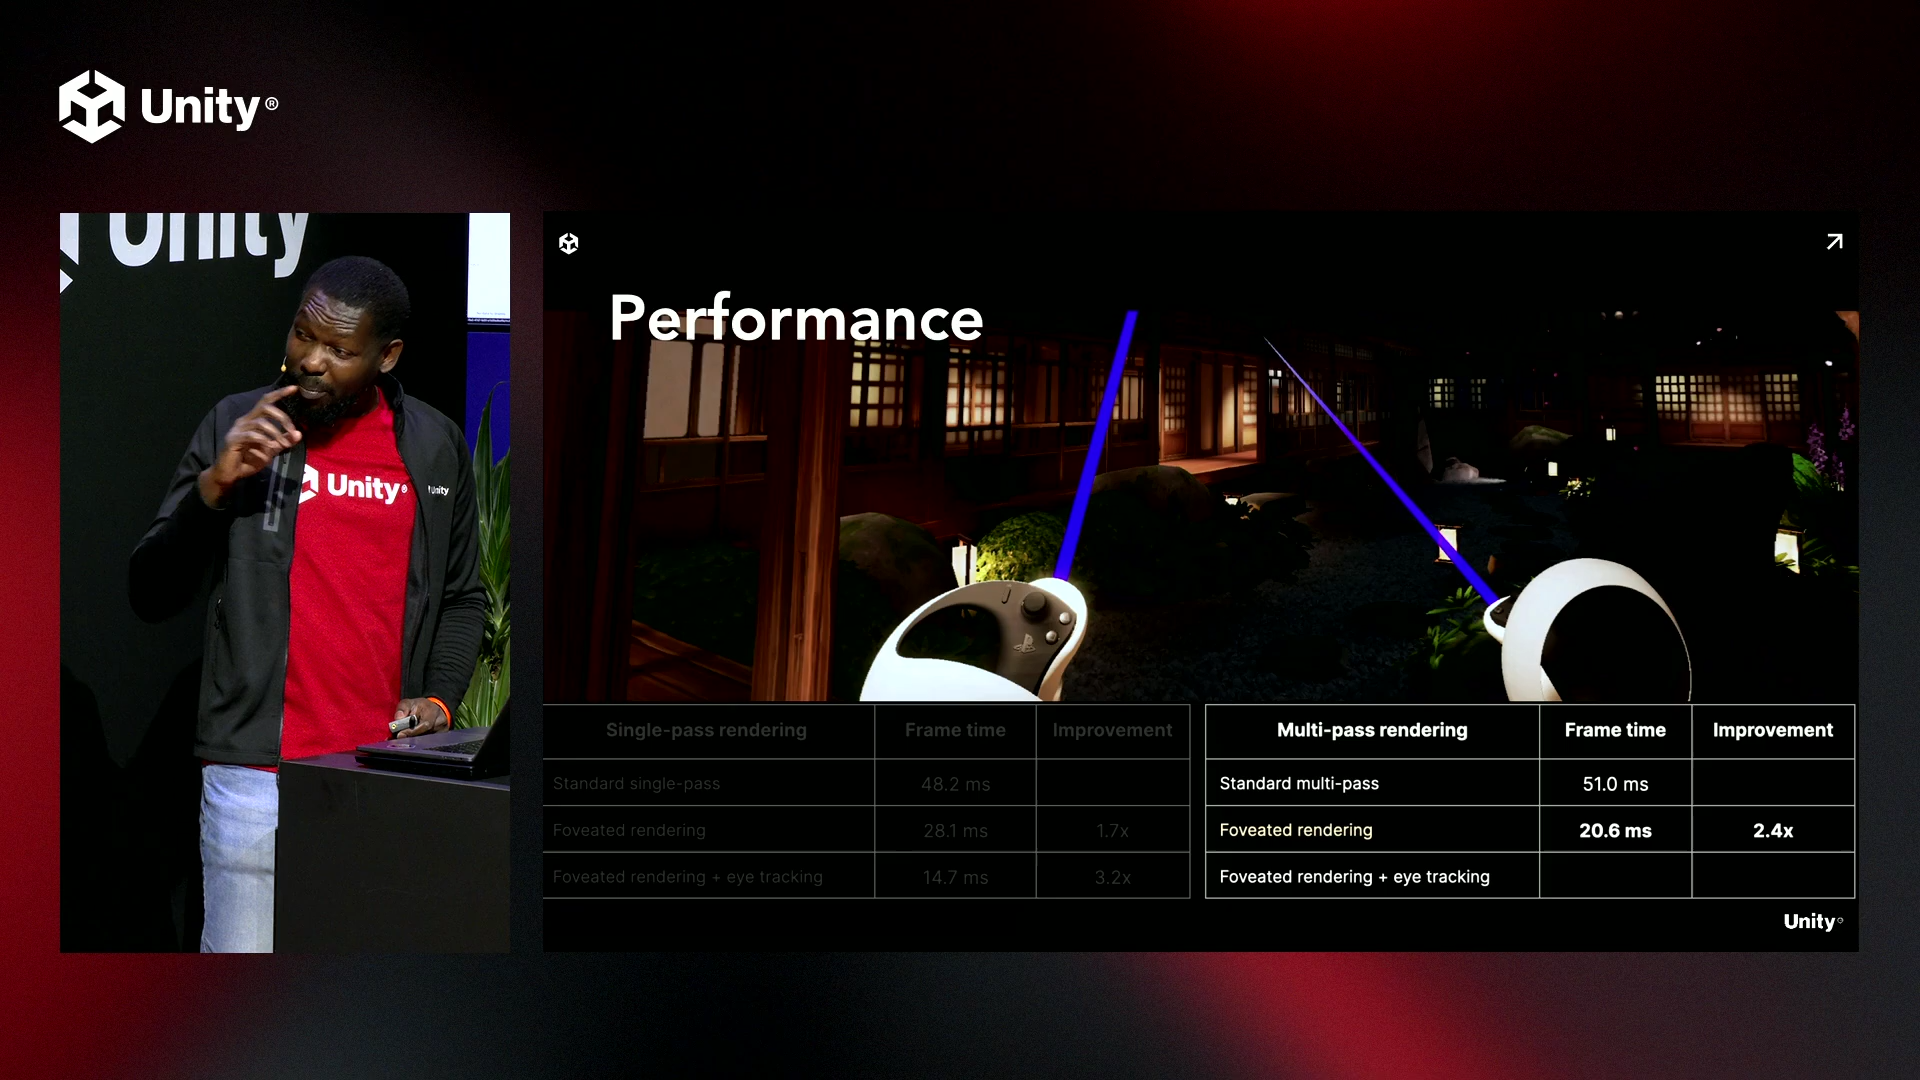 Unity®
Unity
Unity®
Unity
Performance
Single-pass rendering Frame time Improvement
Standard single-pass 48.2 ms
Foveated rendering 28.1 ms 1.7x
Foveated rendering + eye tracking 14.7 ms 3.2x
Multi-pass rendering Frame time Improvement
Standard multi-pass 51.0 ms
Foveated rendering 20.6 ms 2.4x
Foveated rendering + eye tracking
Unity®